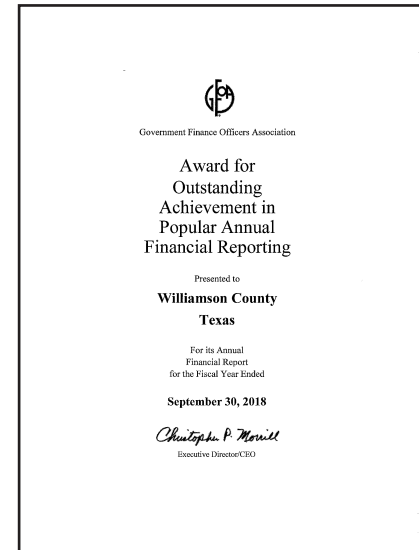 GFOA
Government Finance Officers Association
Award for
Outstanding
Achievement in
Popular Annual
Financial Reporting
Presented to
Williamson County
Texas
For its Annual
Financial Report
for the Fiscal Year Ended
September 30, 2018
Christopher P. Morrill
Executive Director/CEO